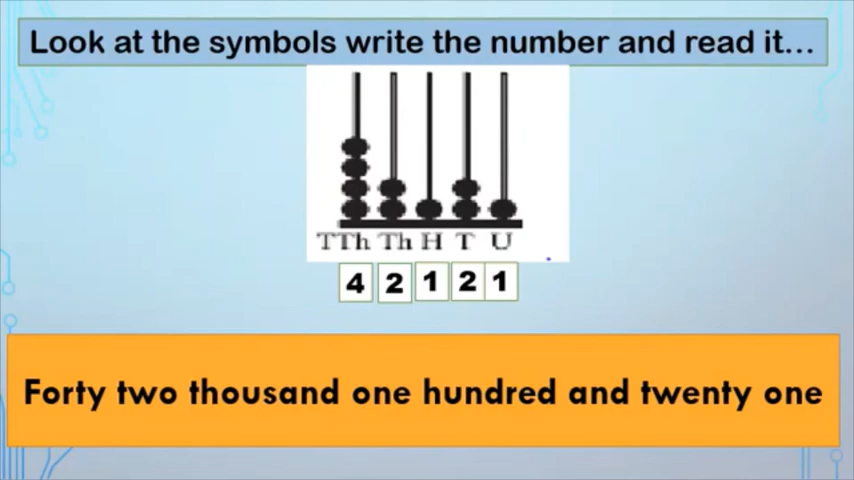 Look at the symbols write the number and read it...
TTh Th H T U
4 2 1 2 1
Forty two thousand one hundred and twenty one